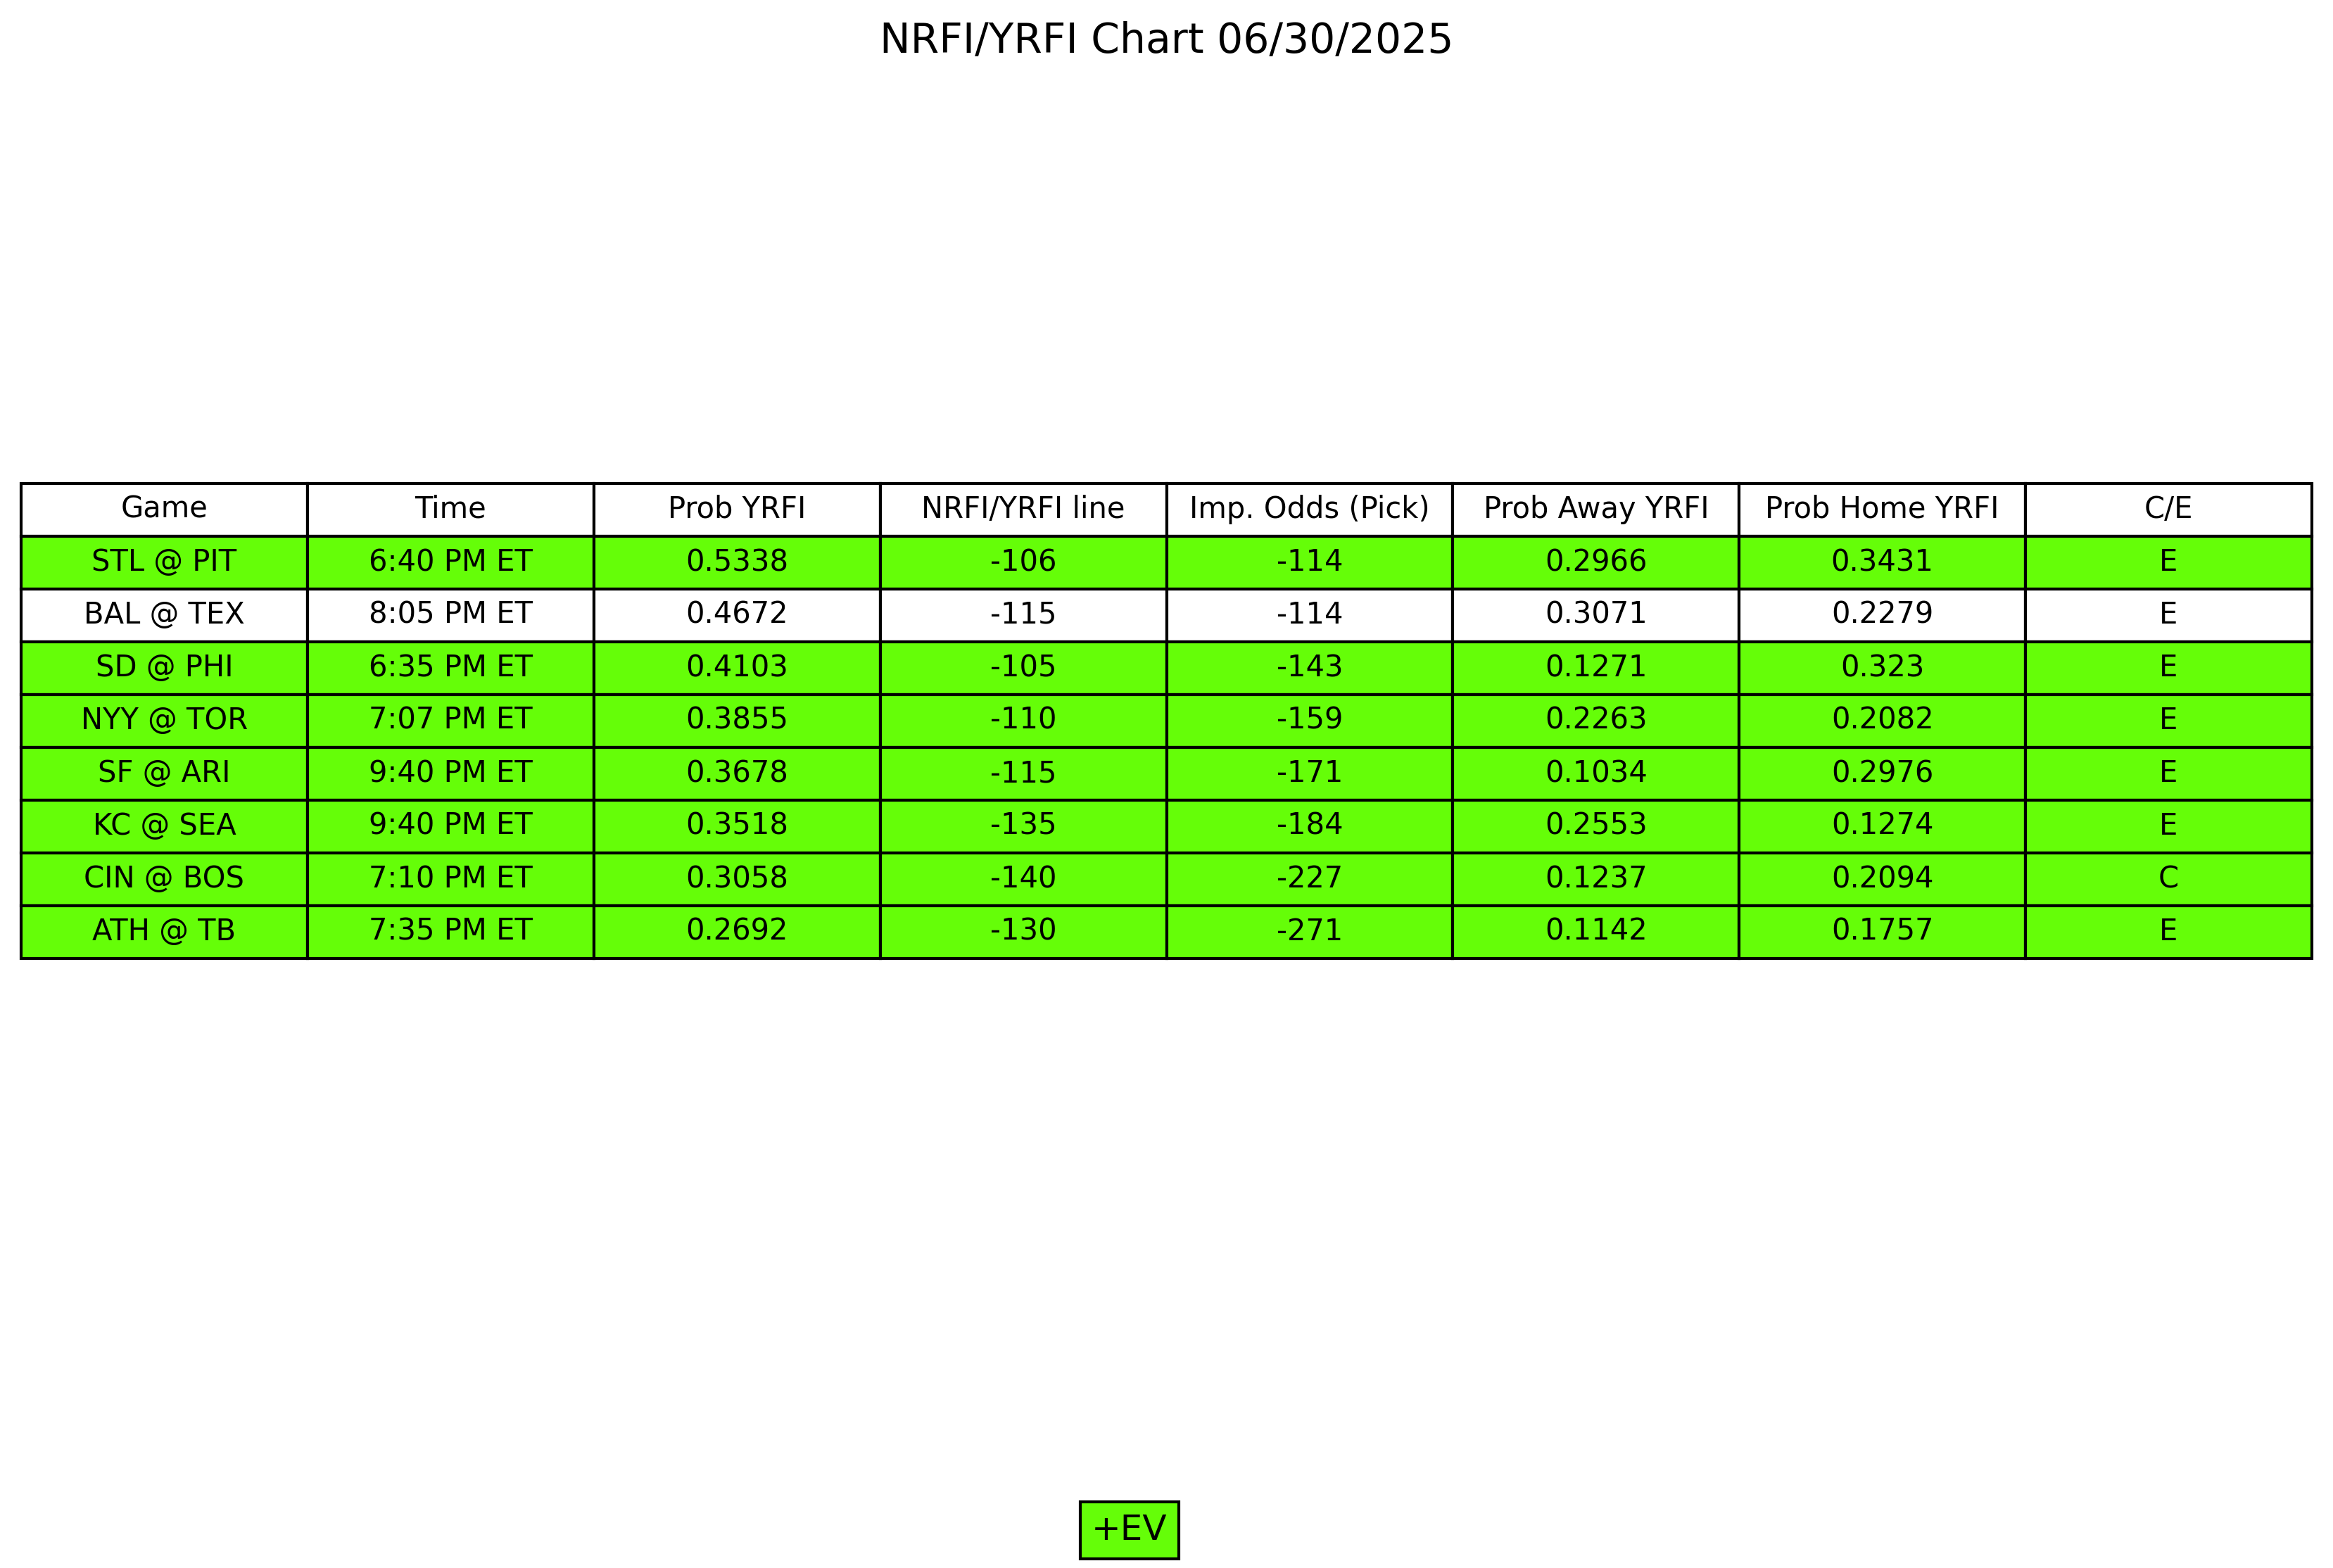 NRFI/YRFI Chart 06/30/2025
Game Time Prob YRFI NRFI/YRFI line Imp. Odds (Pick) Prob Away YRFI Prob Home YRFI C/E
STL @ PIT 6:40 PM ET 0.5338 -106 -114 0.2966 0.3431 E
BAL @ TEX 8:05 PM ET 0.4672 -115 -114 0.3071 0.2279 E
SD @ PHI 6:35 PM ET 0.4103 -105 -143 0.1271 0.323 E
NYY @ TOR 7:07 PM ET 0.3855 -110 -159 0.2263 0.2082 E
SF @ ARI 9:40 PM ET 0.3678 -115 -171 0.1034 0.2976 E
KC @ SEA 9:40 PM ET 0.3518 -135 -184 0.2553 0.1274 E
CIN @ BOS 7:10 PM ET 0.3058 -140 -227 0.1237 0.2094 C
ATH @ TB 7:35 PM ET 0.2692 -130 -271 0.1142 0.1757 E
+EV